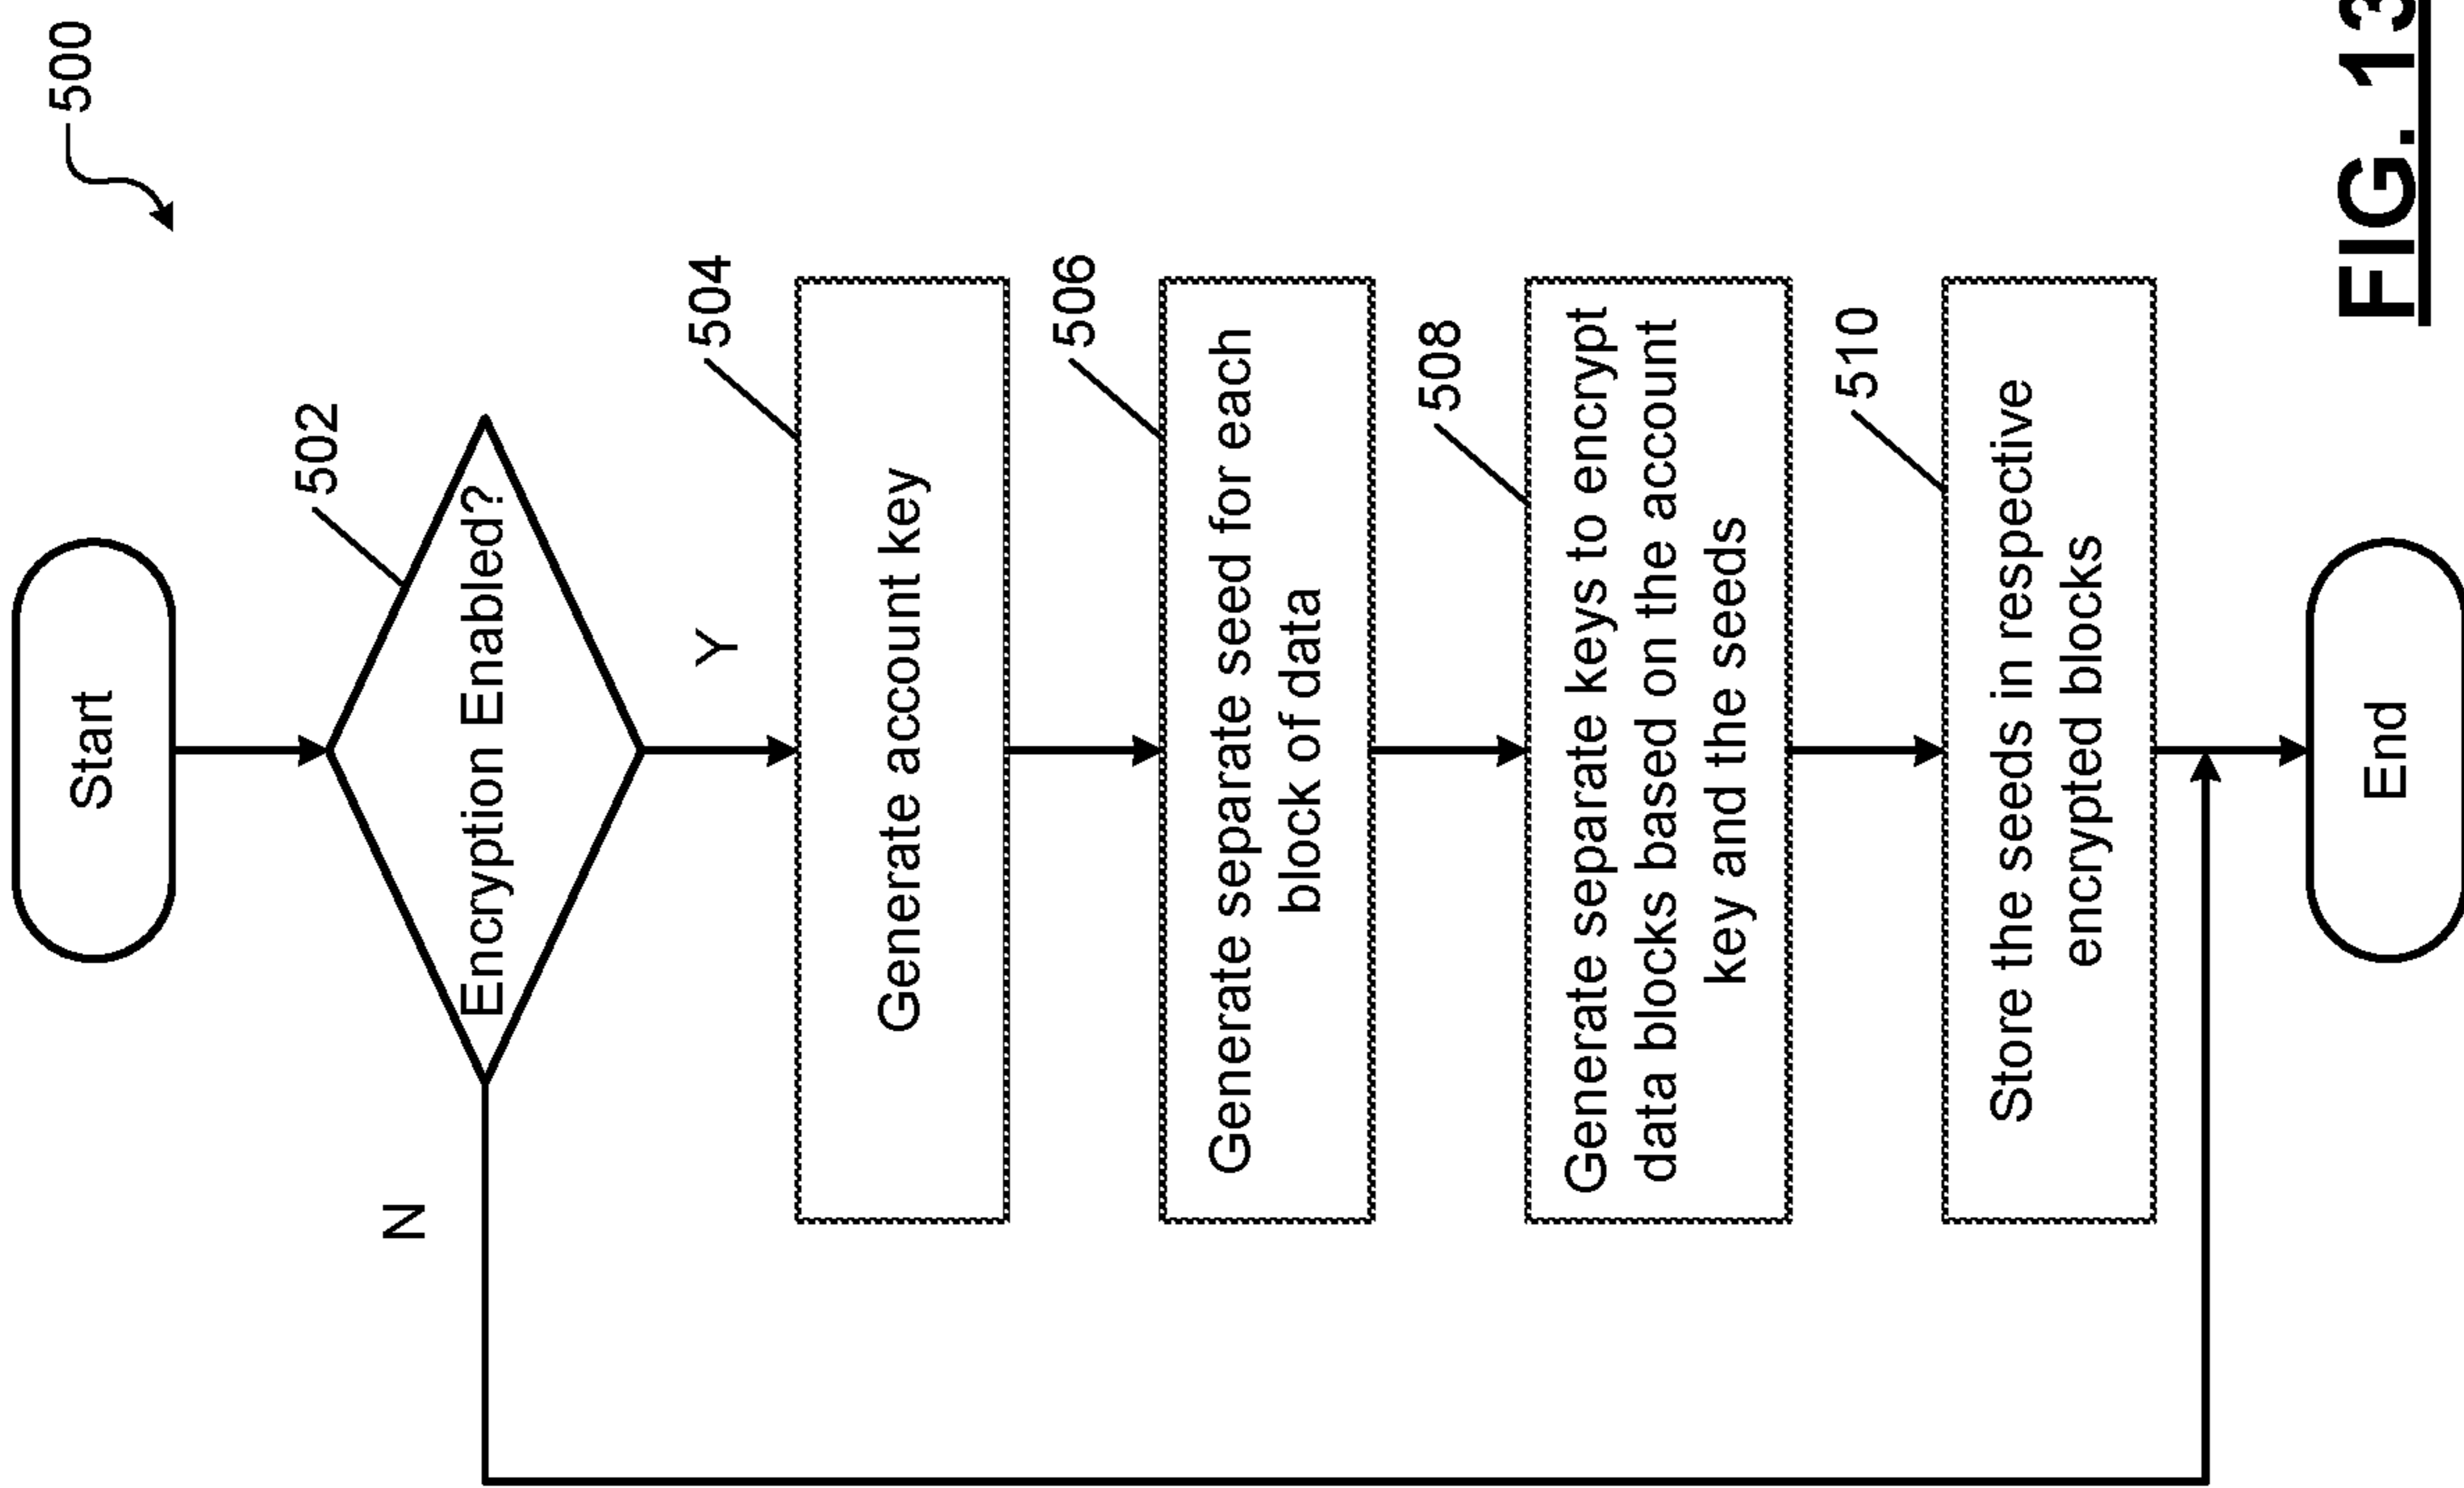 500
Start
502
Encryption Enabled?
N
Y
504
Generate account key
506
Generate separate seed for each
block of data
508
Generate separate keys to encrypt
data blocks based on the account
key and the seeds
510
Store the seeds in respective
encrypted blocks
End
FIG. 13